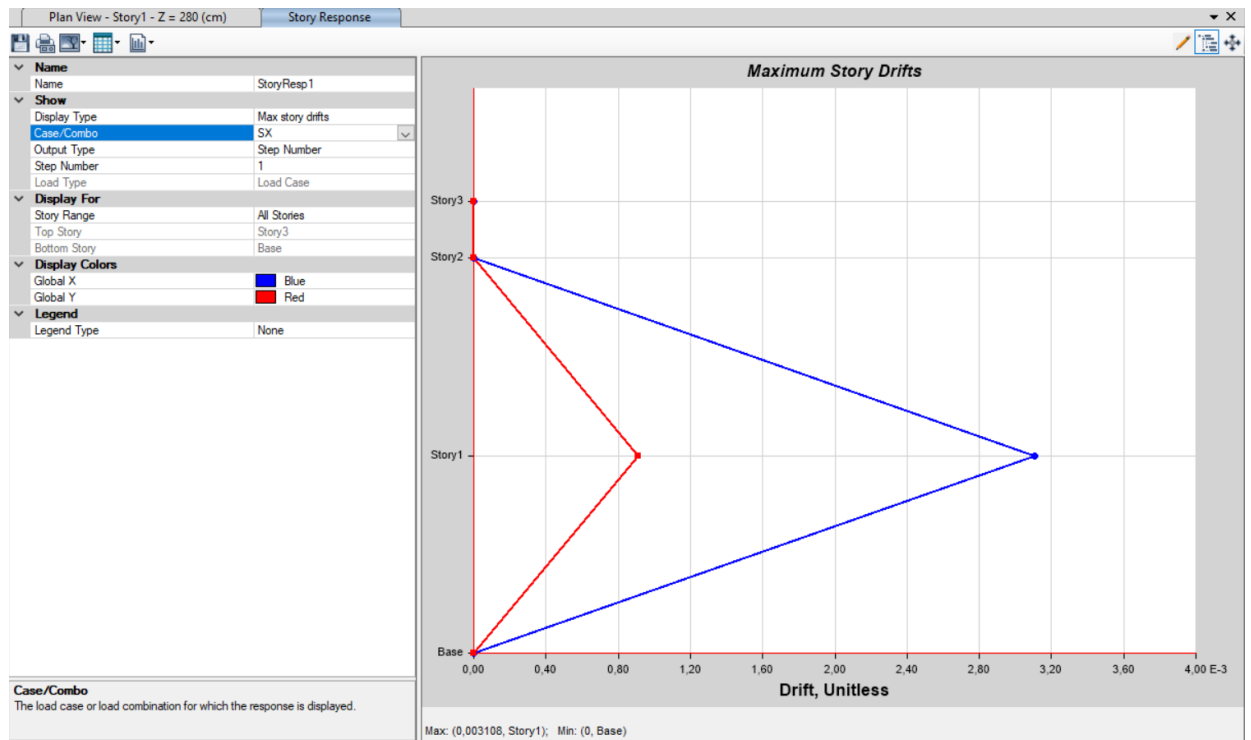 Plan View - Story1 - Z = 280 (cm)
Story Response
Name
Name StoryResp1
Show
Display Type Max story drifts
Case/Combo SX
Output Type Step Number
Step Number 1
Load Type Load Case
Display For
Story Range All Stories
Top Story Story3
Bottom Story Base
Display Colors
Global X Blue
Global Y Red
Legend
Legend Type None
Case/Combo
The load case or load combination for which the response is displayed.
Maximum Story Drifts
Story3
Story2
Story1
Base
0,00 0,40 0,80 1,20 1,60 2,00 2,40 2,80 3,20 3,60 4,00 E-3
Drift, Unitless
Max: (0,003108, Story1); Min: (0, Base)